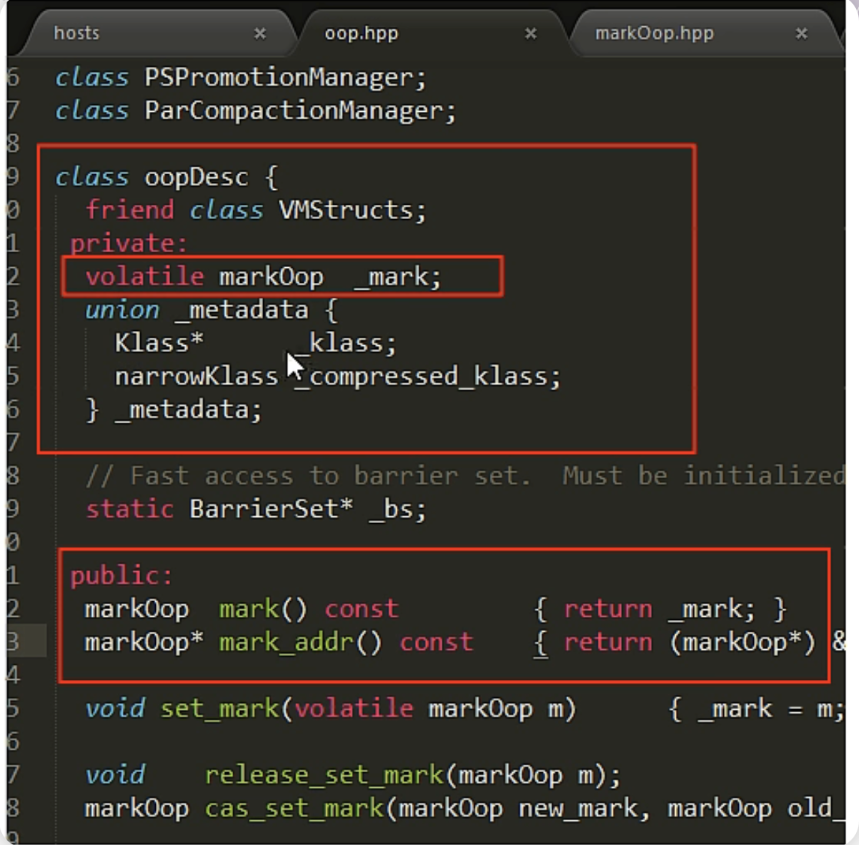 hosts × oop.hpp × markOop.hpp ×
6 class PSPromotionManager;
7 class ParCompactionManager;
8
9 class oopDesc {
0 friend class VMStructs;
1 private:
2 volatile markOop _mark;
3 union _metadata {
4 Klass* _klass;
5 narrowKlass _compressed_klass;
6 } _metadata;
7
8 // Fast access to barrier set. Must be initialized
9 static BarrierSet* _bs;
0
1 public:
2 markOop mark() const { return _mark; }
3 markOop* mark_addr() const { return (markOop*) &
4
5 void set_mark(volatile markOop m) { _mark = m;
6
7 void release_set_mark(markOop m);
8 markOop cas_set_mark(markOop new_mark, markOop old_
9